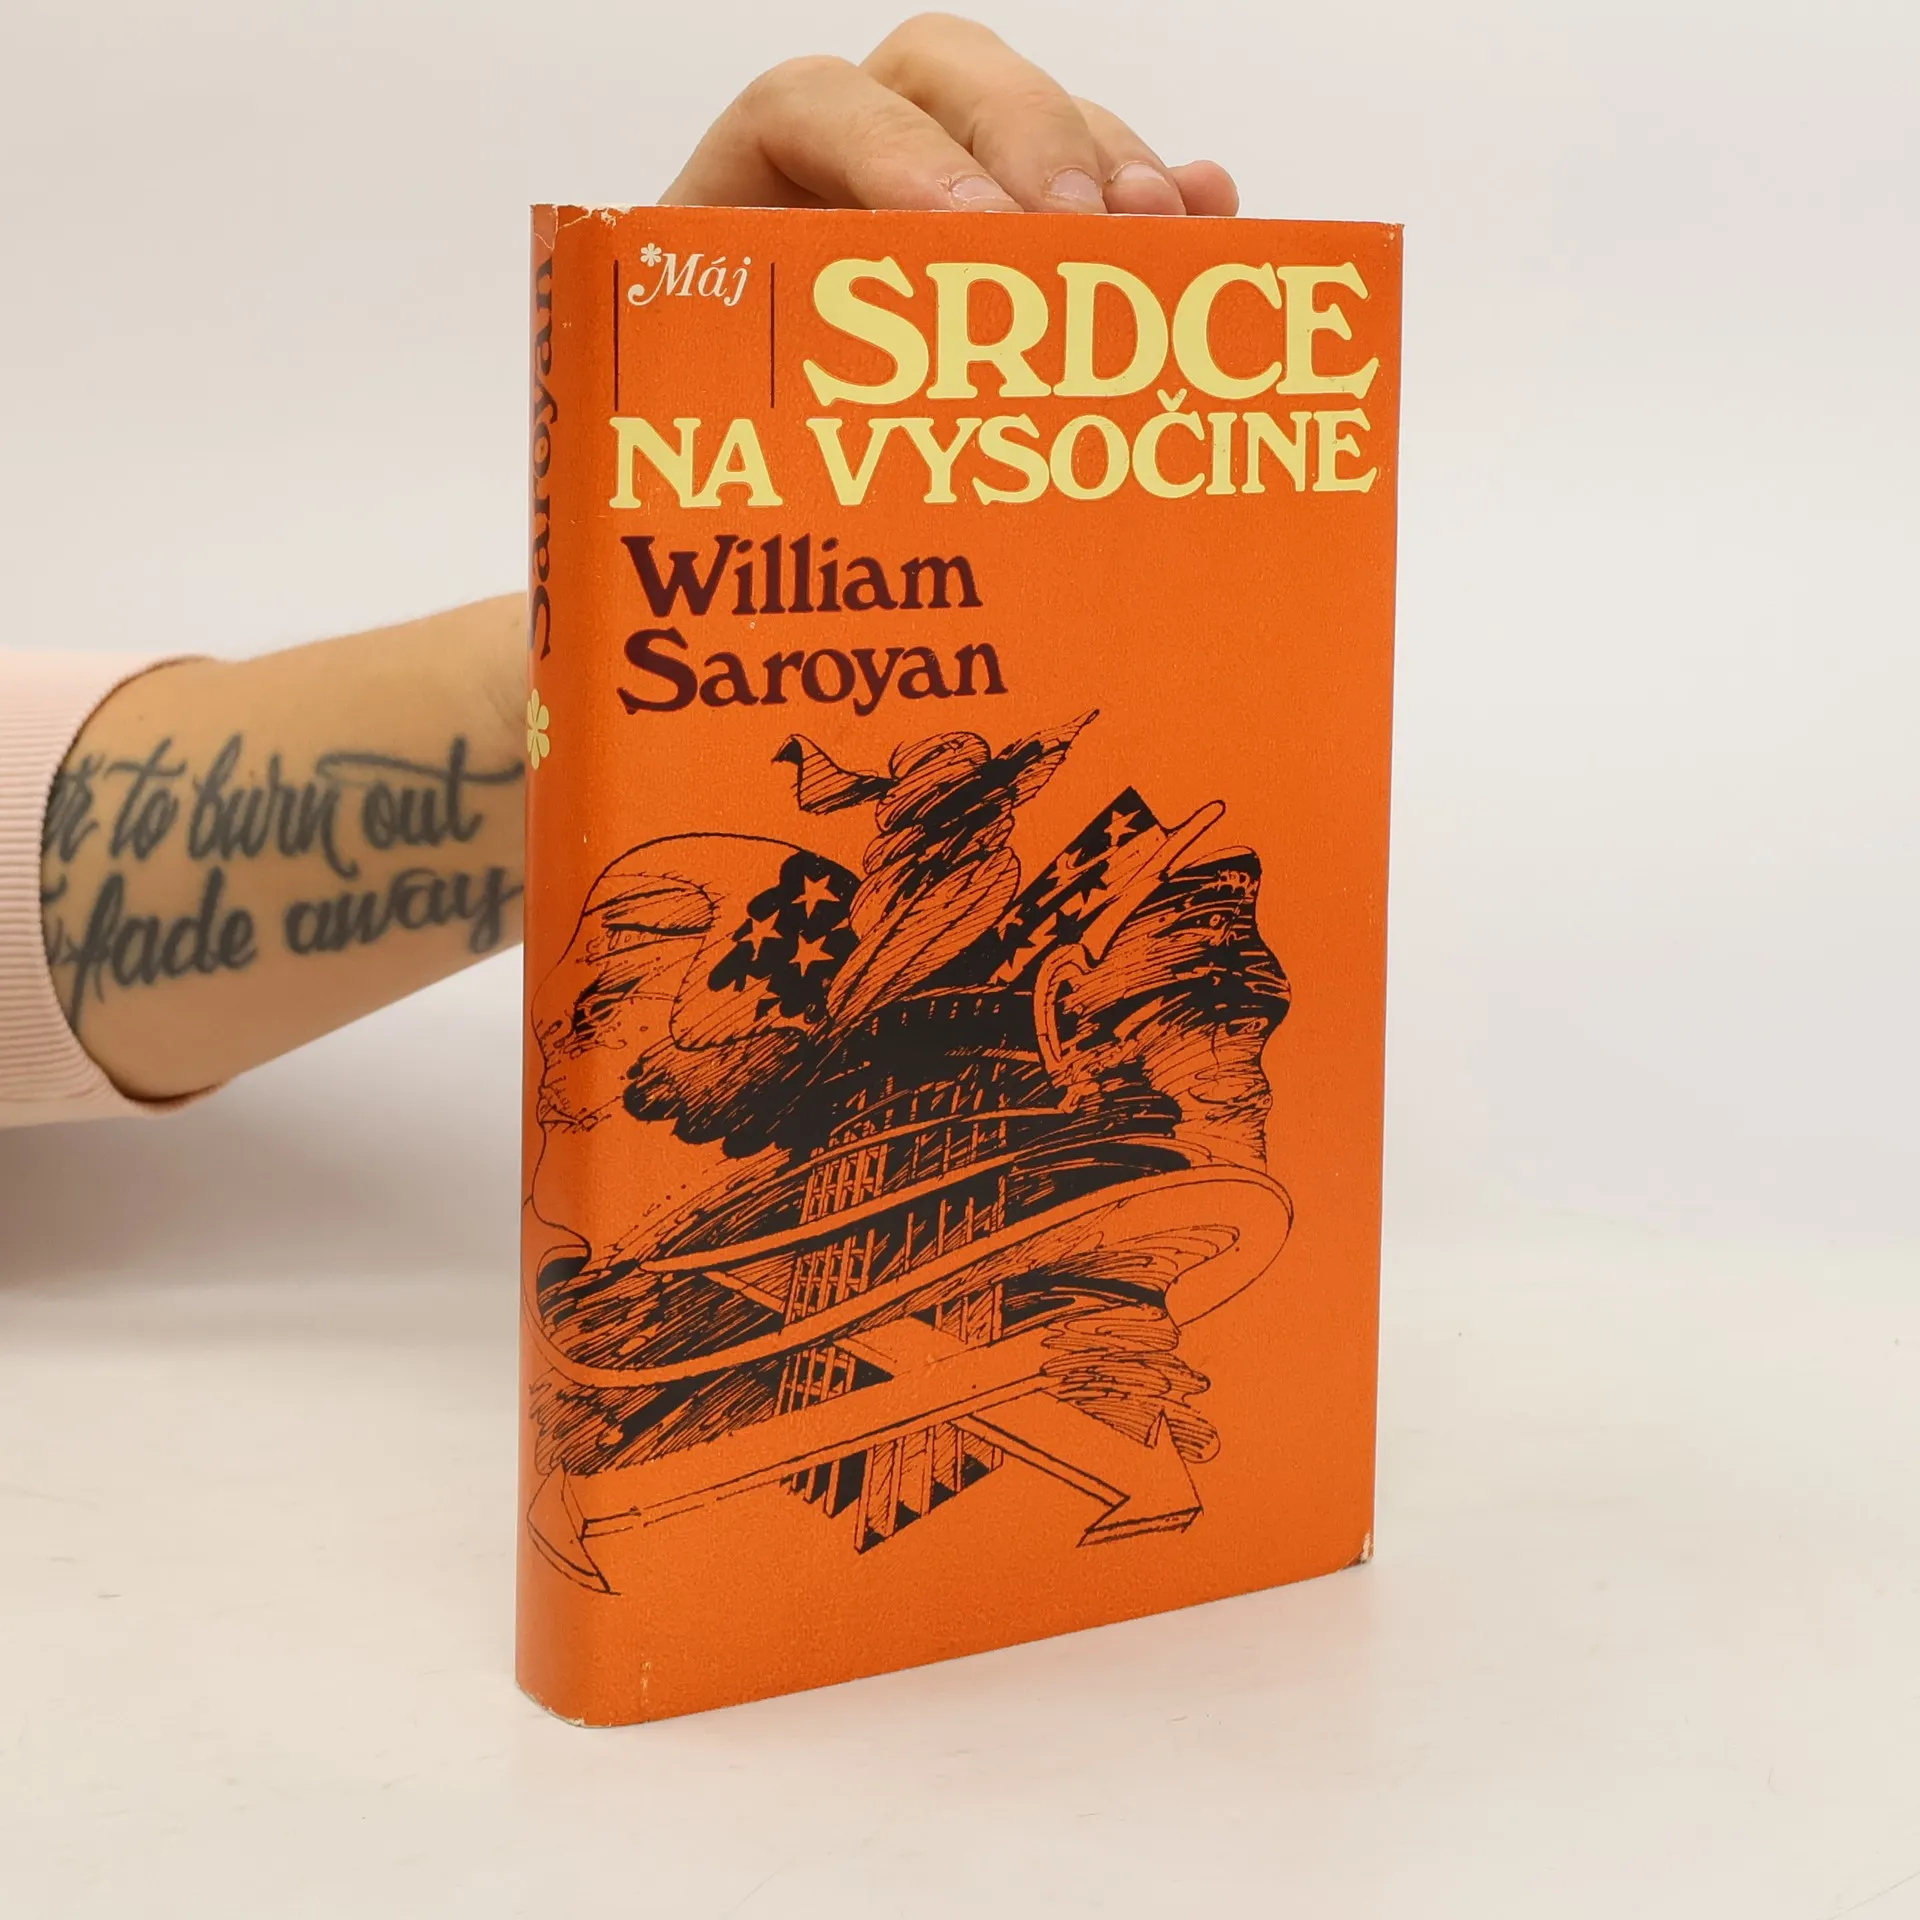 Máj
SRDCE
NA VYSOČINE
William
Saroyan
Saroyan
to burn out
fade away